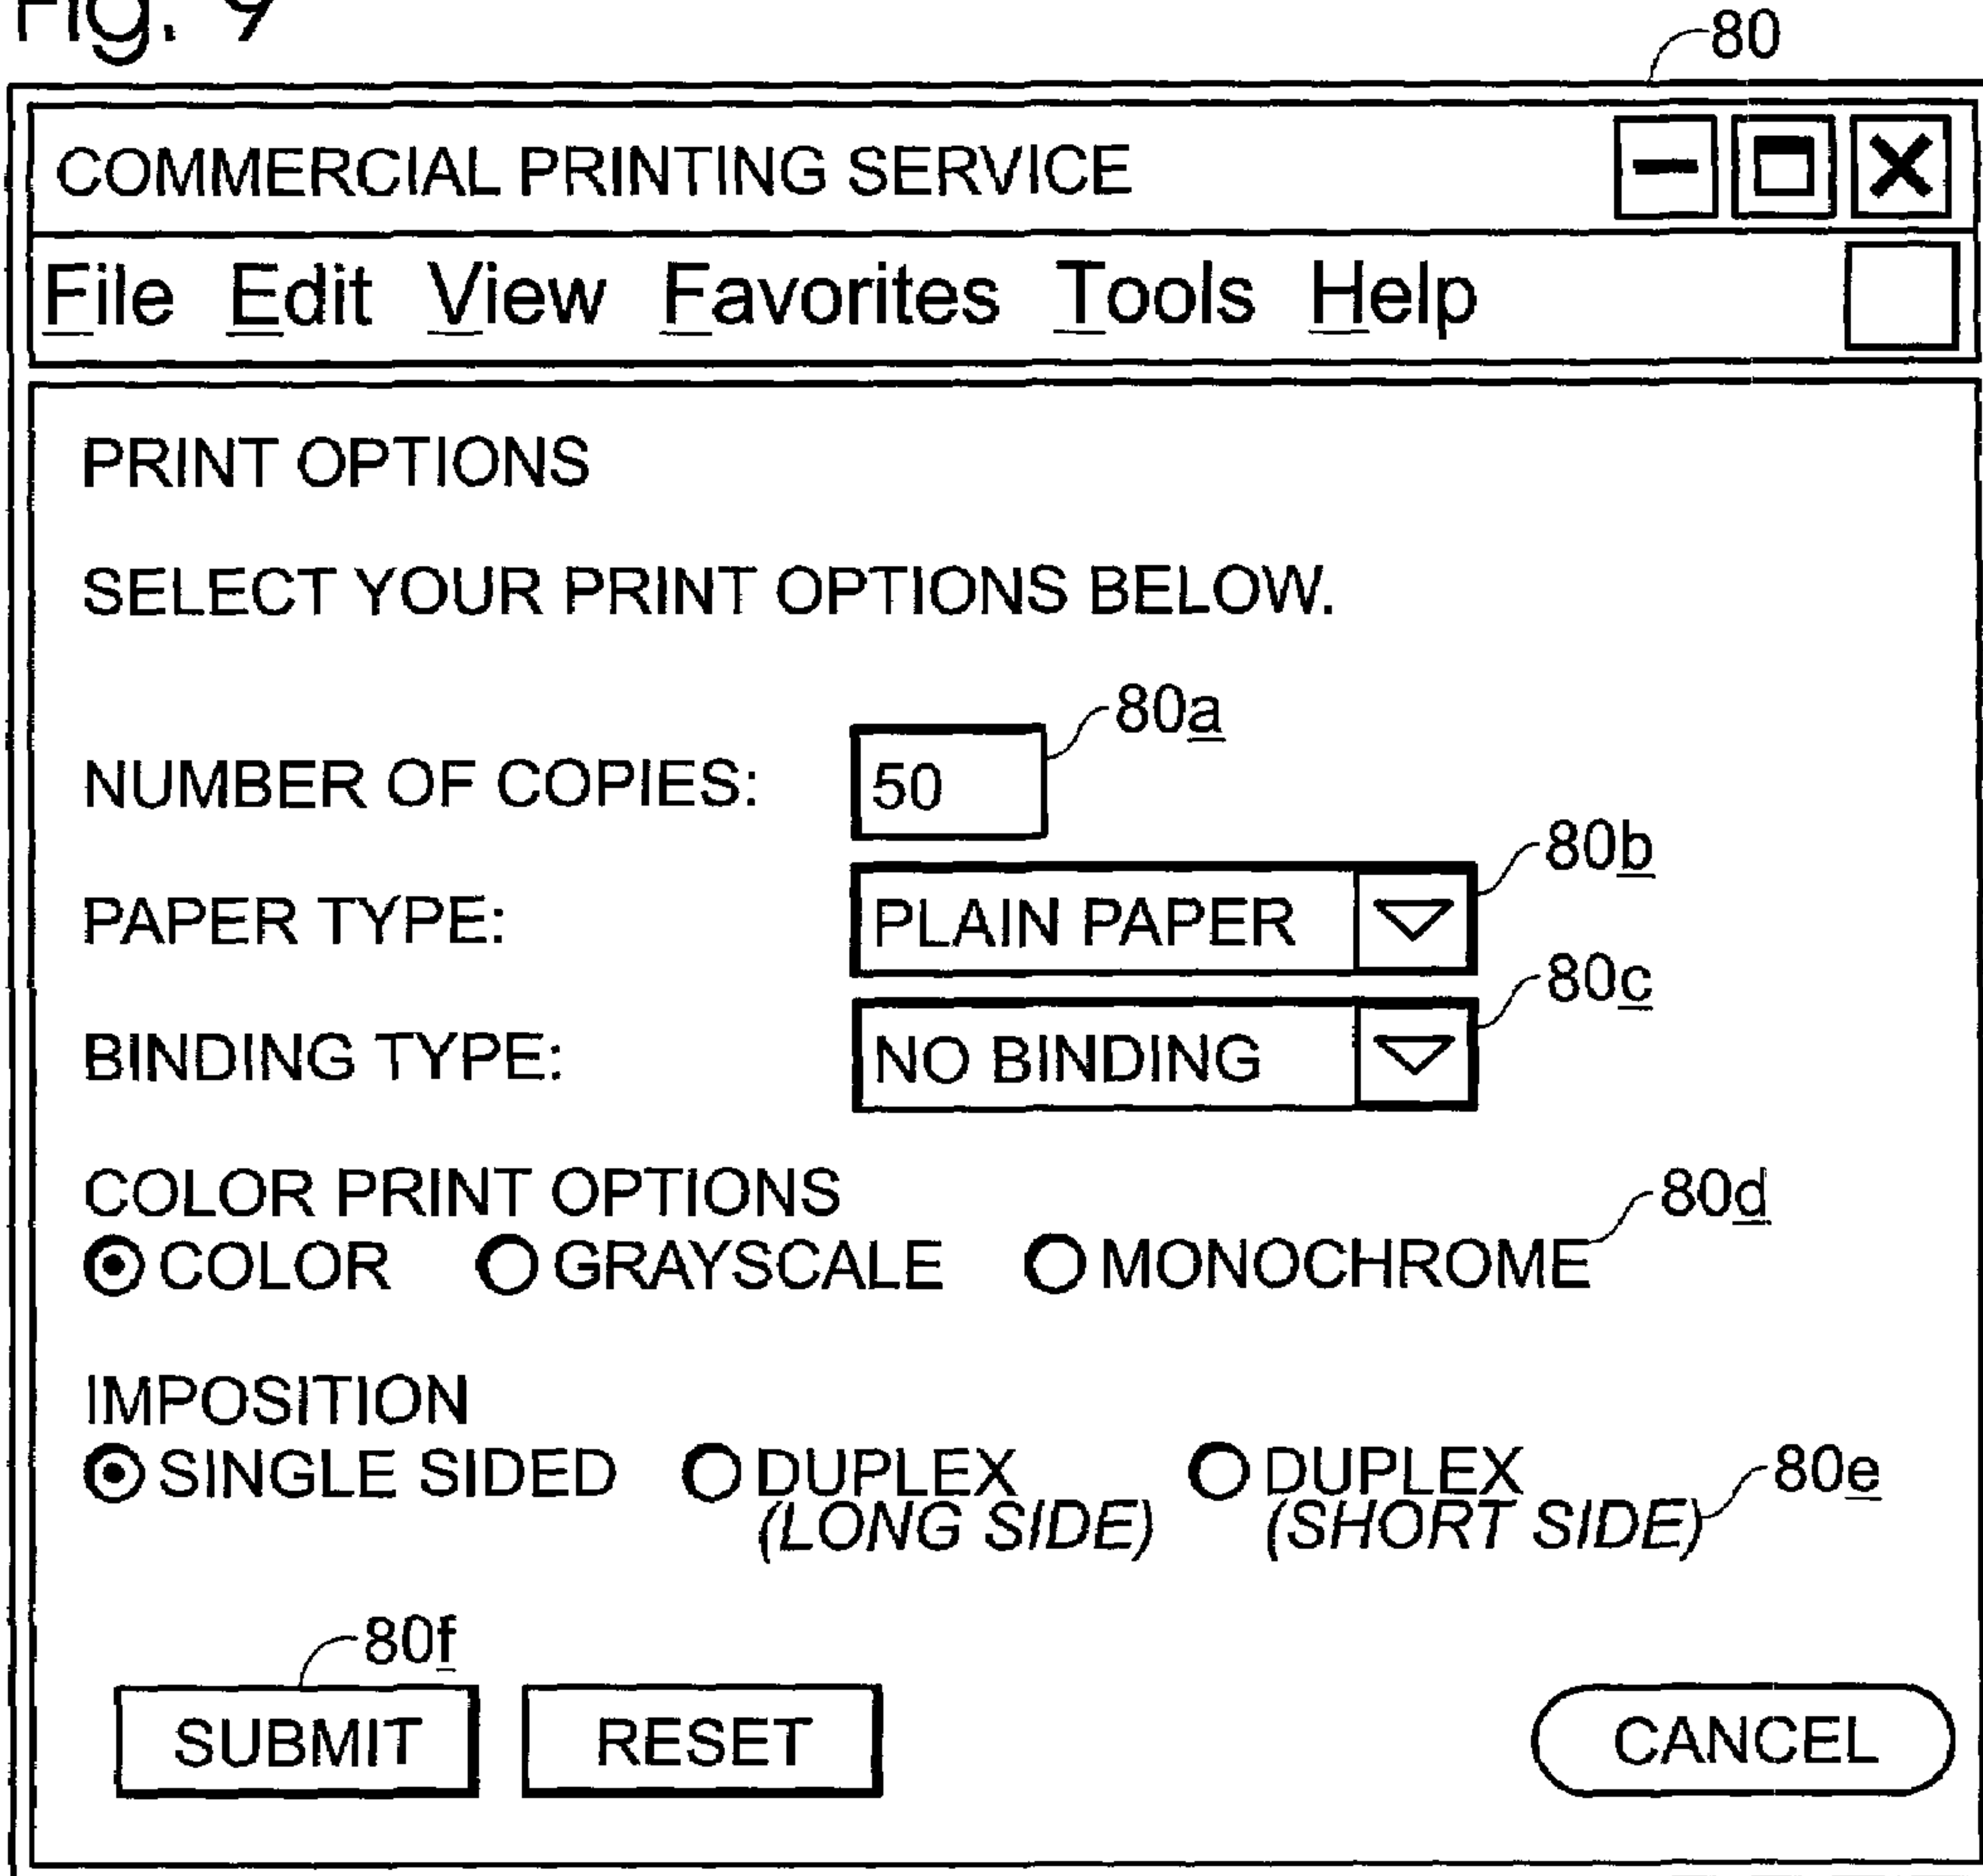 Fig. 9
80
COMMERCIAL PRINTING SERVICE
File Edit View Favorites Tools Help
PRINT OPTIONS
SELECT YOUR PRINT OPTIONS BELOW.
80a
NUMBER OF COPIES: 50
80b
PAPER TYPE: PLAIN PAPER
80c
BINDING TYPE: NO BINDING
COLOR PRINT OPTIONS 80d
COLOR GRAYSCALE MONOCHROME
IMPOSITION
SINGLE SIDED DUPLEX DUPLEX 80e
(LONG SIDE) (SHORT SIDE)
80f
SUBMIT RESET CANCEL